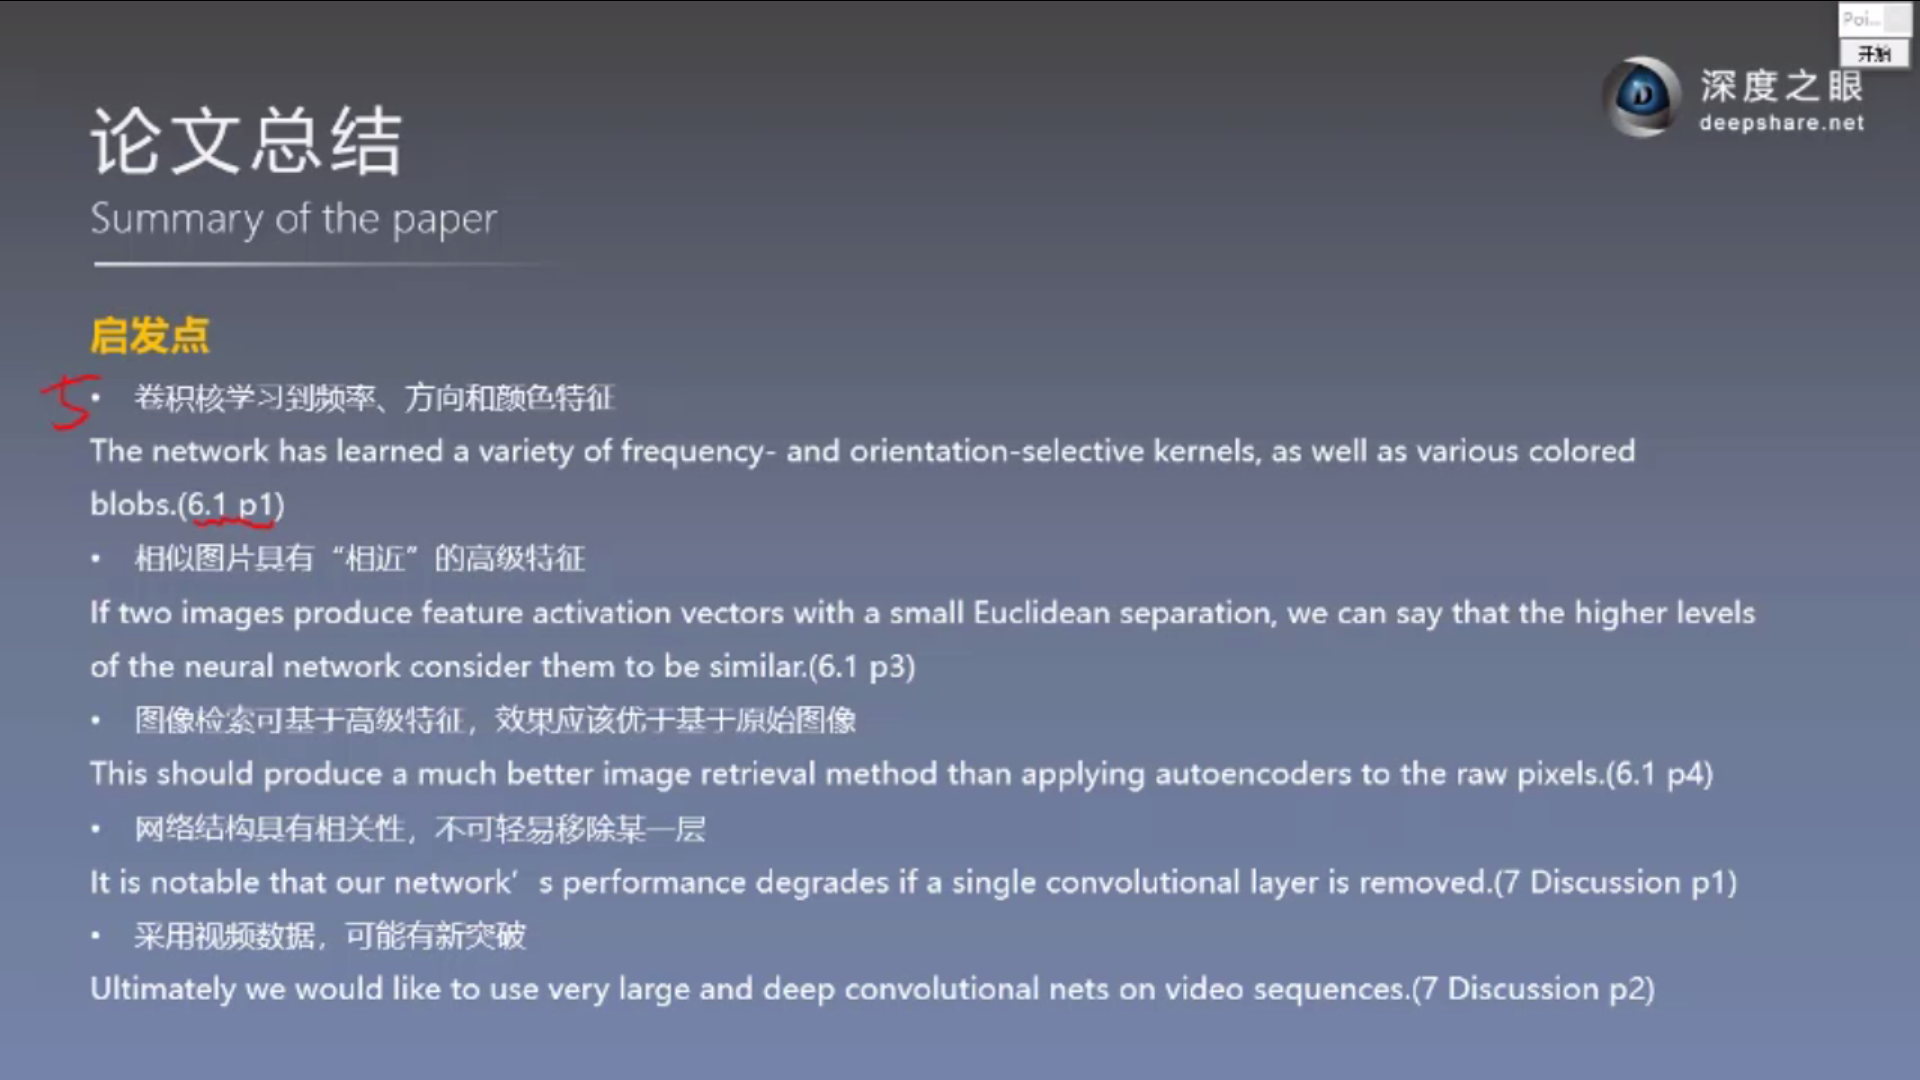 Poi...
开始
深度之眼
deepshare.net
论文总结
Summary of the paper
启发点
5
• 卷积核学习到频率、方向和颜色特征
The network has learned a variety of frequency- and orientation-selective kernels, as well as various colored
blobs.(6.1 p1)
• 相似图片具有“相近”的高级特征
If two images produce feature activation vectors with a small Euclidean separation, we can say that the higher levels
of the neural network consider them to be similar.(6.1 p3)
• 图像检索可基于高级特征，效果应该优于基于原始图像
This should produce a much better image retrieval method than applying autoencoders to the raw pixels.(6.1 p4)
• 网络结构具有相关性，不可轻易移除某一层
It is notable that our network’s performance degrades if a single convolutional layer is removed.(7 Discussion p1)
• 采用视频数据，可能有新突破
Ultimately we would like to use very large and deep convolutional nets on video sequences.(7 Discussion p2)